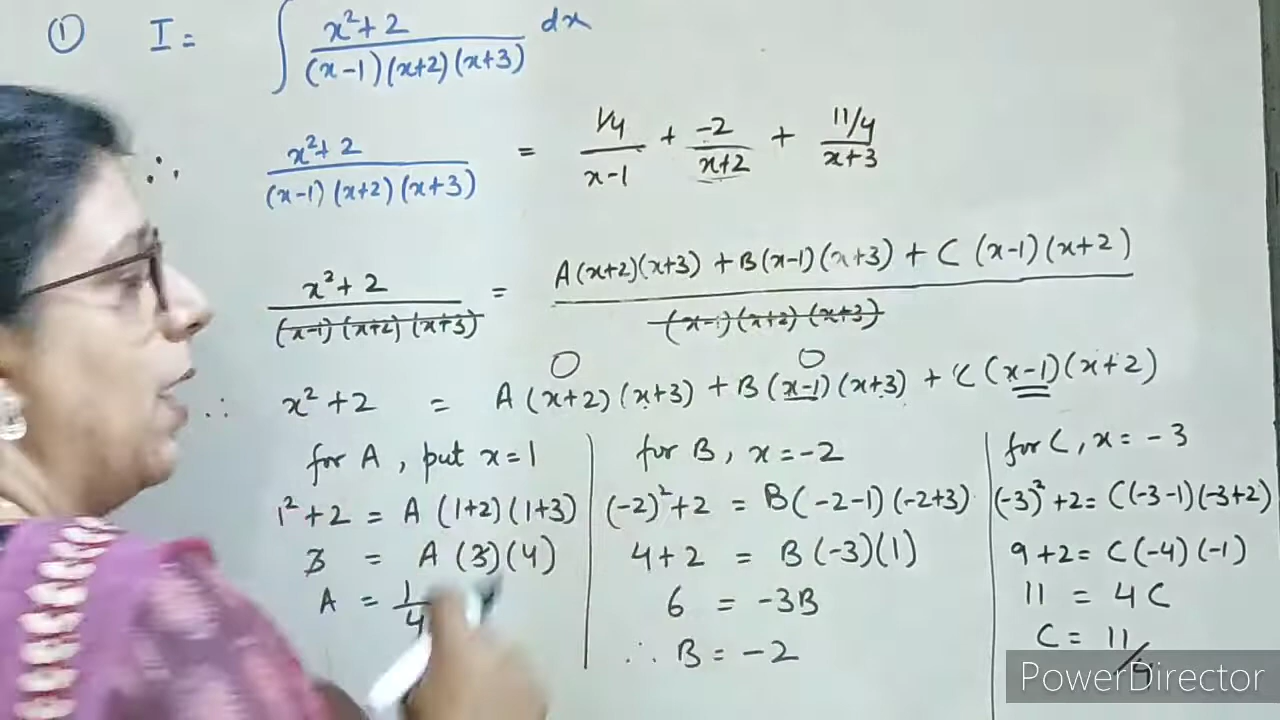 ① I = ∫ x²+2 / (x-1)(x+2)(x+3) dx
∴ x²+2 / (x-1)(x+2)(x+3) = 1/4 / x-1 + -2 / x+2 + 11/4 / x+3
x²+2 / (x-1)(x+2)(x+3) = A(x+2)(x+3) + B(x-1)(x+3) + C(x-1)(x+2) / (x-1)(x+2)(x+3)
O O
∴ x²+2 = A(x+2)(x+3) + B(x-1)(x+3) + C(x-1)(x+2)
for A, put x=1
1²+2 = A(1+2)(1+3)
3 = A(3)(4)
A = 1/4
for B, x=-2
(-2)²+2 = B(-2-1)(-2+3)
4+2 = B(-3)(1)
6 = -3B
∴ B = -2
for C, x=-3
(-3)²+2 = C(-3-1)(-3+2)
9+2 = C(-4)(-1)
11 = 4C
C = 11/4
PowerDirector